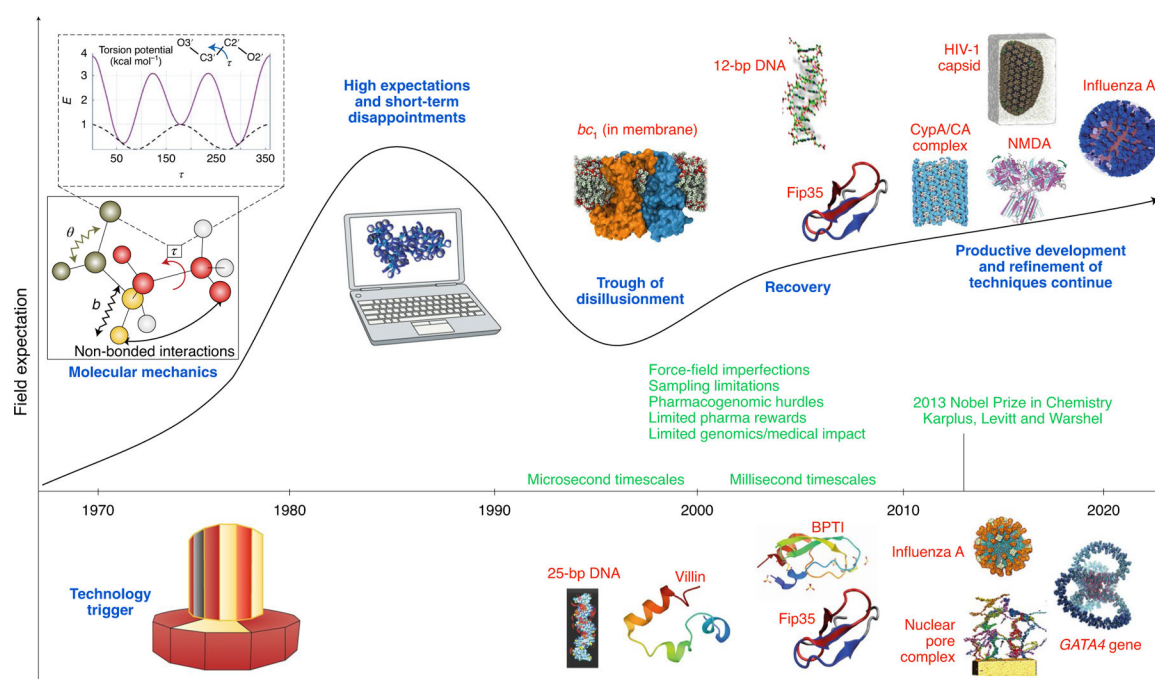 Torsion potential
(kcal mol⁻¹)
O3′
C2′
C3′
τ
O2′
4
3
2
1
E
50
150
250
350
τ
θ
τ
b
Non-bonded interactions
Molecular mechanics
High expectations
and short-term
disappointments
bc₁ (in membrane)
Trough of
disillusionment
12-bp DNA
Fip35
Recovery
HIV-1
capsid
CypA/CA
complex
NMDA
Influenza A
Productive development
and refinement of
techniques continue
Field expectation
Force-field imperfections
Sampling limitations
Pharmacogenomic hurdles
Limited pharma rewards
Limited genomics/medical impact
2013 Nobel Prize in Chemistry
Karplus, Levitt and Warshel
Microsecond timescales
Millisecond timescales
1970
1980
1990
2000
2010
2020
Technology
trigger
25-bp DNA
Villin
BPTI
Fip35
Influenza A
Nuclear
pore
complex
GATA4 gene